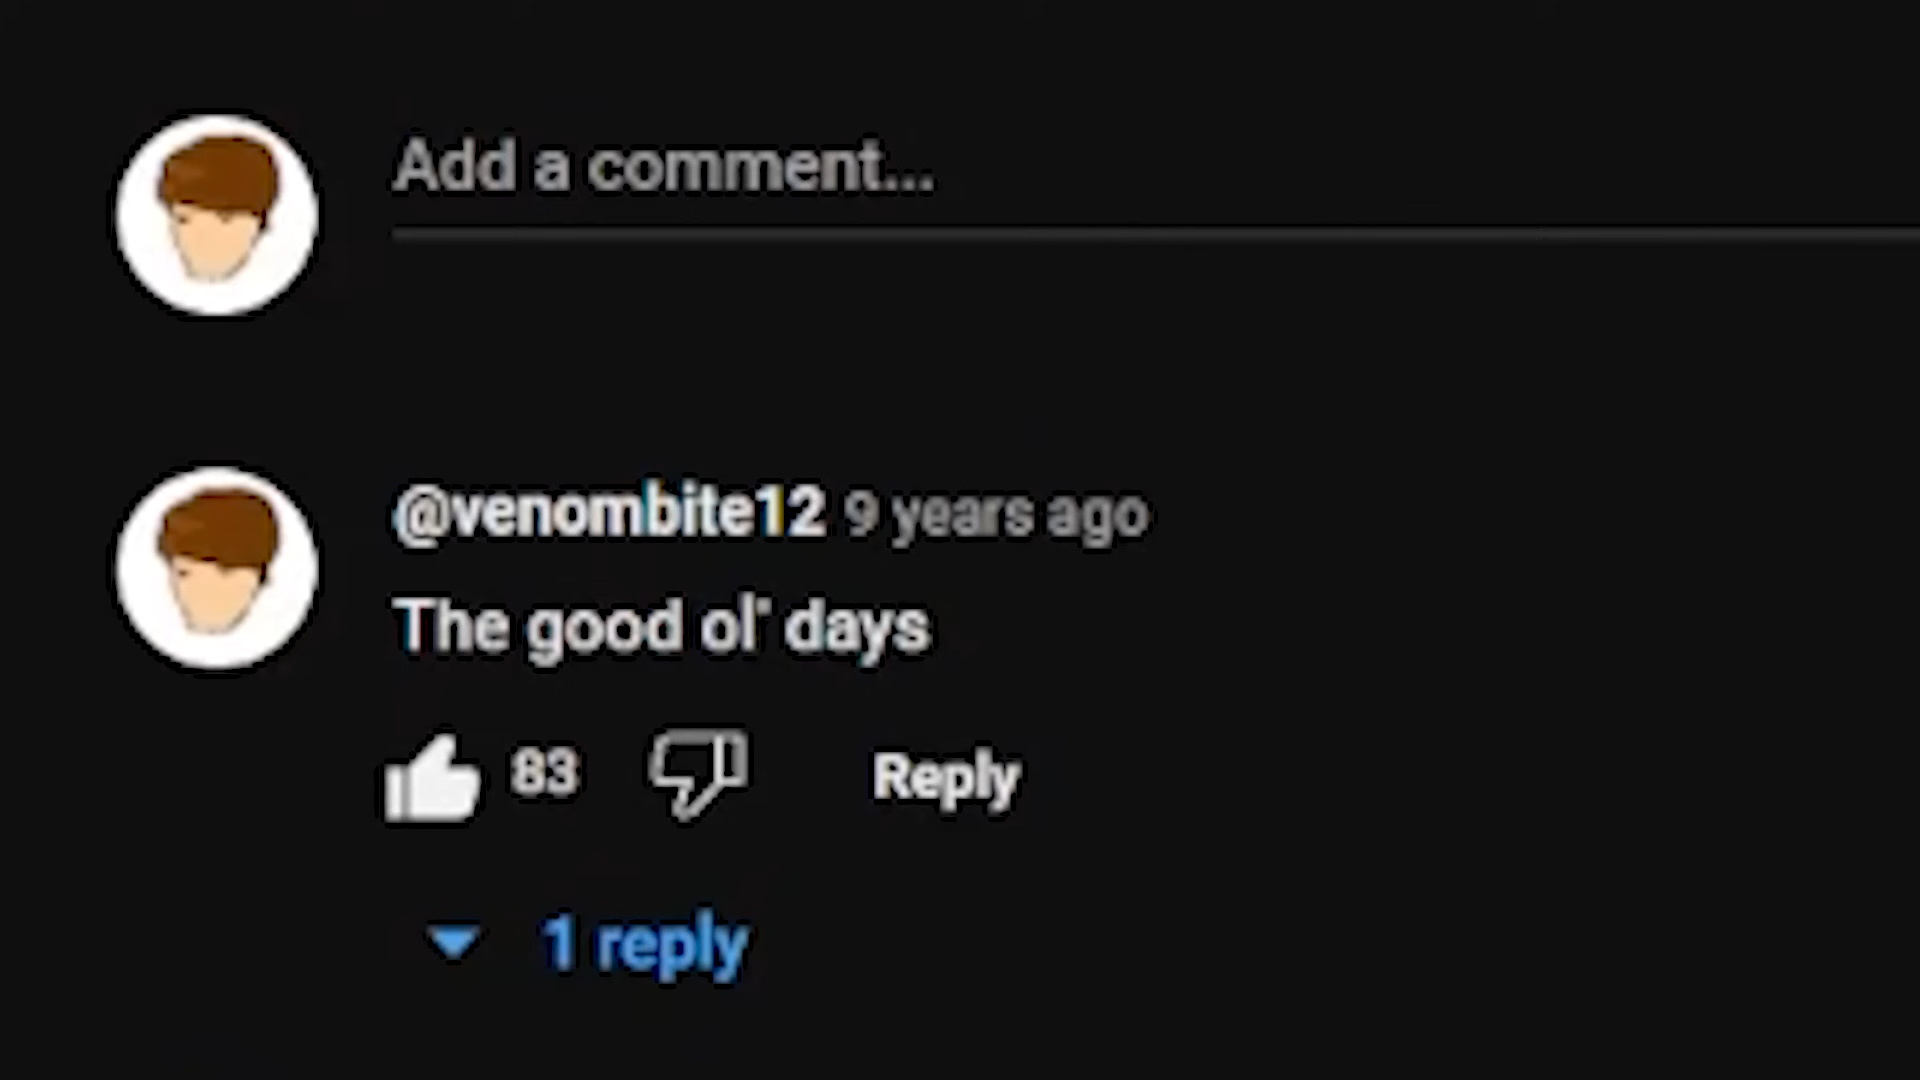 Add a comment...
@venombite12 9 years ago
The good ol' days
83 Reply
1 reply